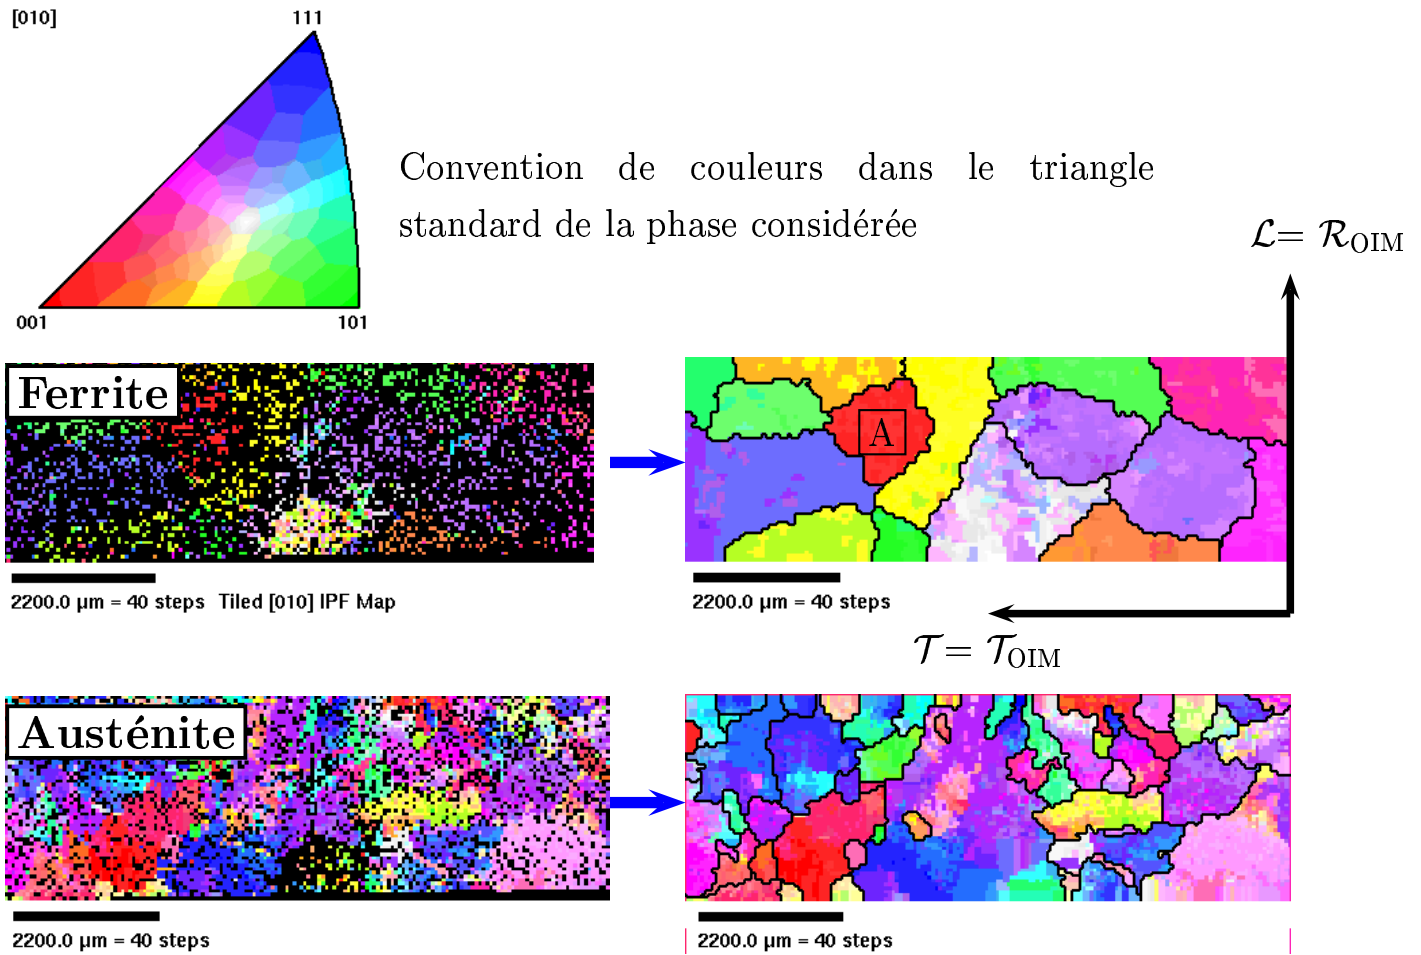 [010]
111
001
101
Convention de couleurs dans le triangle
standard de la phase considérée
ℒ= ℛOIM
Ferrite
A
2200.0 µm = 40 steps Tiled [010] IPF Map
2200.0 µm = 40 steps
𝒯= 𝒯OIM
Austénite
2200.0 µm = 40 steps
2200.0 µm = 40 steps